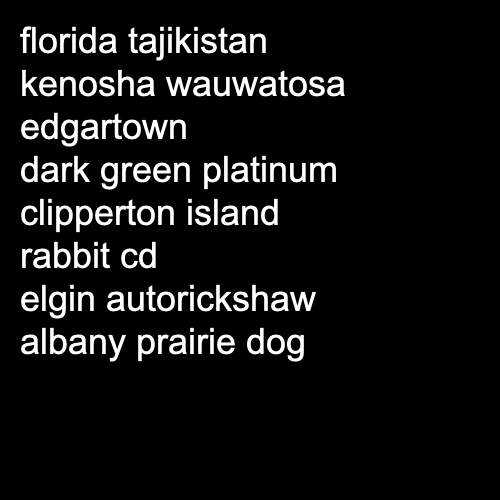 florida tajikistan
kenosha wauwatosa
edgartown
dark green platinum
clipperton island
rabbit cd
elgin autorickshaw
albany prairie dog